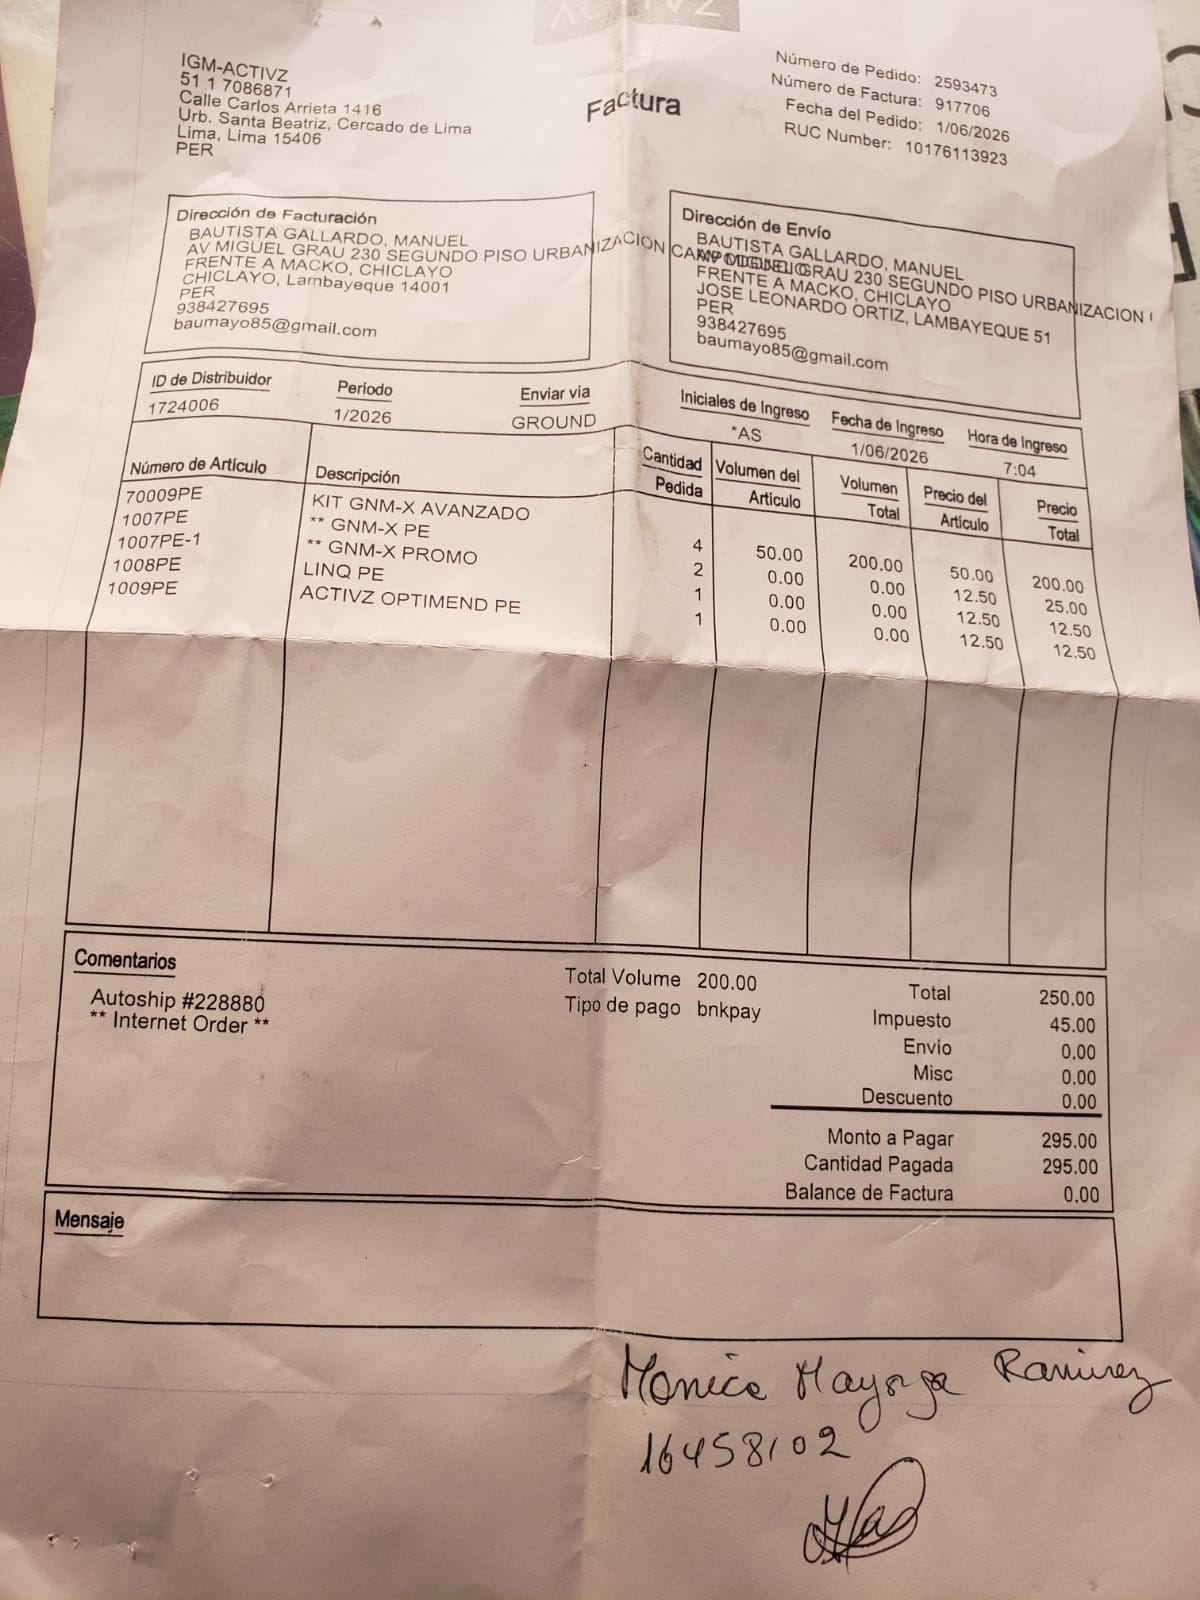 ACTIVZ
IGM-ACTIVZ
51 1 7086871
Calle Carlos Arrieta 1416
Urb. Santa Beatriz, Cercado de Lima
Lima, Lima 15406
PER
Factura
Número de Pedido: 2593473
Número de Factura: 917706
Fecha del Pedido: 1/06/2026
RUC Number: 10176113923
Dirección de Facturación
BAUTISTA GALLARDO, MANUEL
AV MIGUEL GRAU 230 SEGUNDO PISO URBANIZACION
FRENTE A MACKO, CHICLAYO
CHICLAYO, Lambayeque 14001
PER
938427695
baumayo85@gmail.com
Dirección de Envío
BAUTISTA GALLARDO, MANUEL
AV MIGUEL GRAU 230 SEGUNDO PISO URBANIZACION
FRENTE A MACKO, CHICLAYO
JOSE LEONARDO ORTIZ, LAMBAYEQUE 51
PER
938427695
baumayo85@gmail.com
ID de Distribuidor Período Enviar vía Iniciales de Ingreso Fecha de Ingreso Hora de Ingreso
1724006 1/2026 GROUND *AS 1/06/2026 7:04
Número de Artículo Descripción Cantidad Pedida Volumen del Artículo Volumen Total Precio del Artículo Precio Total
70009PE KIT GNM-X AVANZADO
1007PE ** GNM-X PE 4 50.00 200.00 50.00 200.00
1007PE-1 ** GNM-X PROMO 2 0.00 0.00 12.50 25.00
1008PE LINQ PE 1 0.00 0.00 12.50 12.50
1009PE ACTIVZ OPTIMEND PE 1 0.00 0.00 12.50 12.50
Comentarios
Autoship #228880
** Internet Order **
Total Volume 200.00
Tipo de pago bnkpay
Total 250.00
Impuesto 45.00
Envío 0.00
Misc 0.00
Descuento 0.00
Monto a Pagar 295.00
Cantidad Pagada 295.00
Balance de Factura 0.00
Mensaje
Monica Mayorga Ramirez
16458102